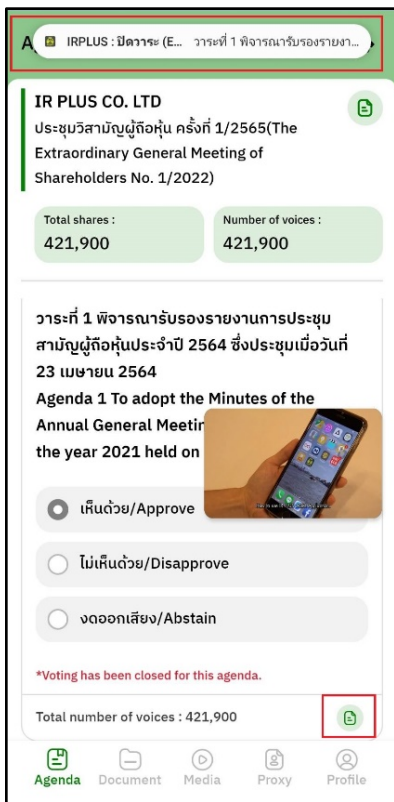 A
IRPLUS : ปิดวาระ (E... วาระที่ 1 พิจารณารับรองรายงา...
IR PLUS CO. LTD
ประชุมวิสามัญผู้ถือหุ้น ครั้งที่ 1/2565(The
Extraordinary General Meeting of
Shareholders No. 1/2022)
Total shares :
421,900
Number of voices :
421,900
วาระที่ 1 พิจารณารับรองรายงานการประชุม
สามัญผู้ถือหุ้นประจำปี 2564 ซึ่งประชุมเมื่อวันที่
23 เมษายน 2564
Agenda 1 To adopt the Minutes of the
Annual General Meetin
the year 2021 held on
เห็นด้วย/Approve
ไม่เห็นด้วย/Disapprove
งดออกเสียง/Abstain
*Voting has been closed for this agenda.
Total number of voices : 421,900
Agenda
Document
Media
Proxy
Profile